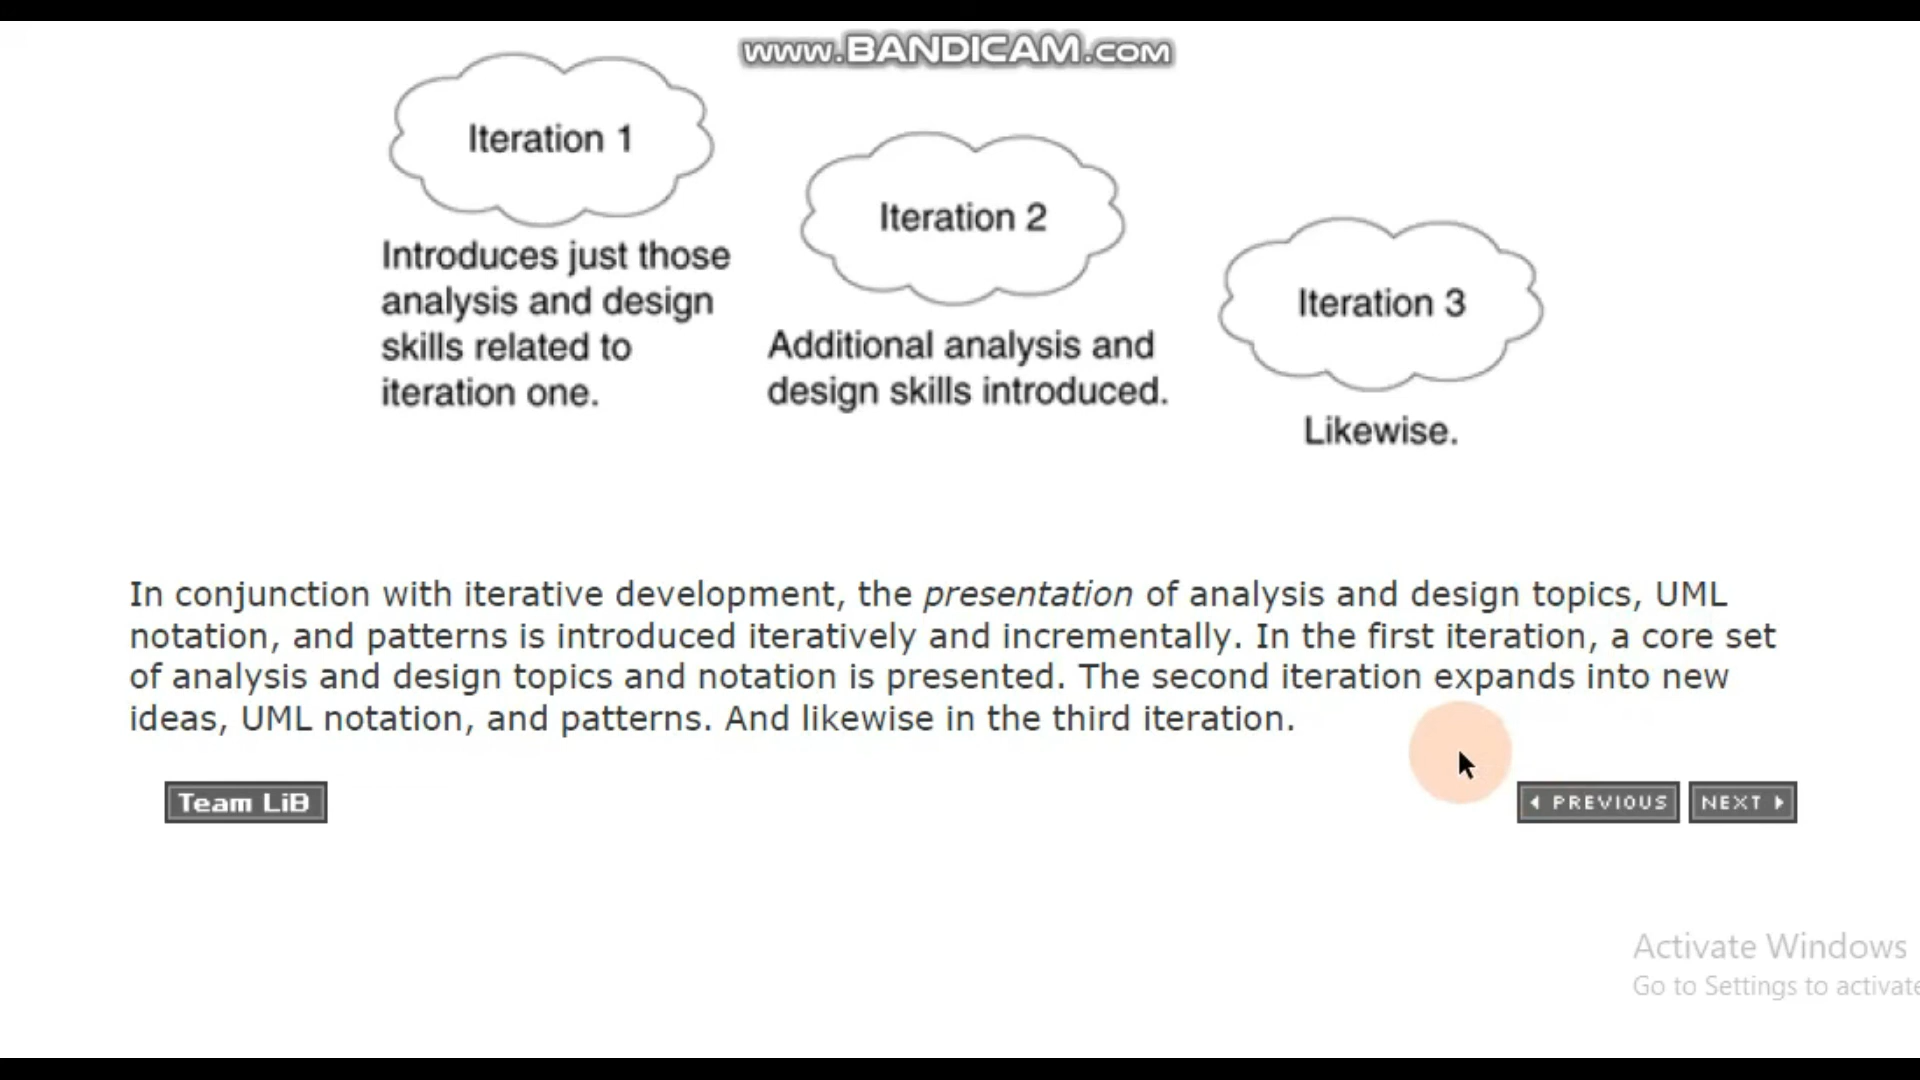 www.BANDICAM.com
Iteration 1
Introduces just those
analysis and design
skills related to
iteration one.
Iteration 2
Additional analysis and
design skills introduced.
Iteration 3
Likewise.
In conjunction with iterative development, the presentation of analysis and design topics, UML
notation, and patterns is introduced iteratively and incrementally. In the first iteration, a core set
of analysis and design topics and notation is presented. The second iteration expands into new
ideas, UML notation, and patterns. And likewise in the third iteration.
Team LiB
PREVIOUS
NEXT
Activate Windows
Go to Settings to activate